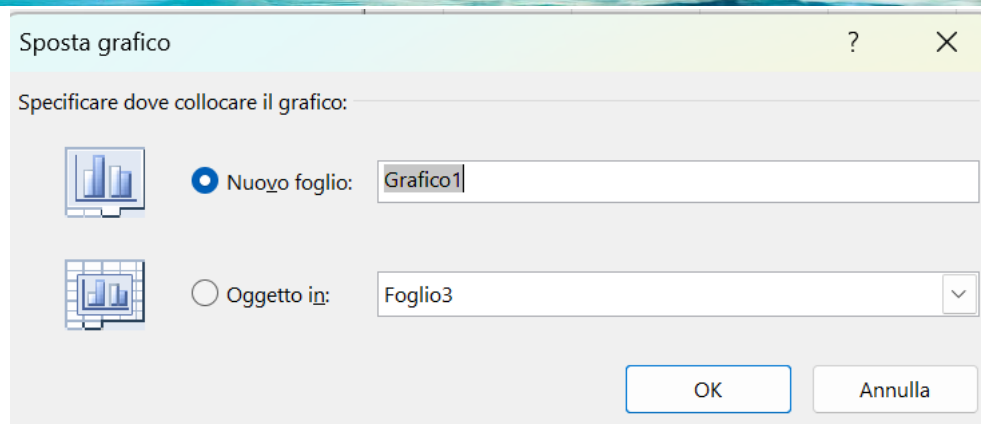 Sposta grafico ?
Specificare dove collocare il grafico:
Nuovo foglio: Grafico1
Oggetto in: Foglio3
OK Annulla